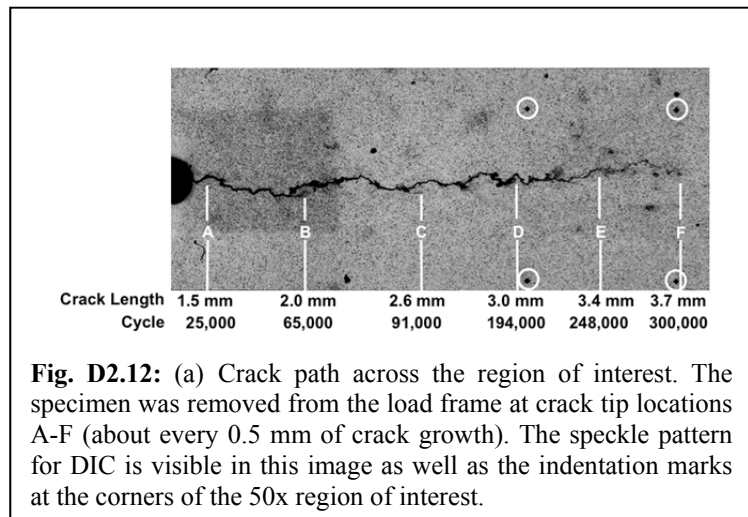 A B C D E F
Crack Length 1.5 mm 2.0 mm 2.6 mm 3.0 mm 3.4 mm 3.7 mm
Cycle 25,000 65,000 91,000 194,000 248,000 300,000
Fig. D2.12: (a) Crack path across the region of interest. The
specimen was removed from the load frame at crack tip locations
A-F (about every 0.5 mm of crack growth). The speckle pattern
for DIC is visible in this image as well as the indentation marks
at the corners of the 50x region of interest.